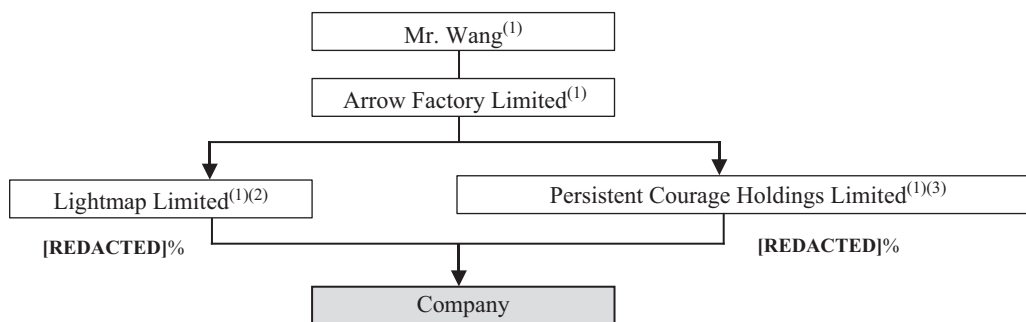 Mr. Wang(1)
Arrow Factory Limited(1)
Lightmap Limited(1)(2)
Persistent Courage Holdings Limited(1)(3)
[REDACTED]%
[REDACTED]%
Company